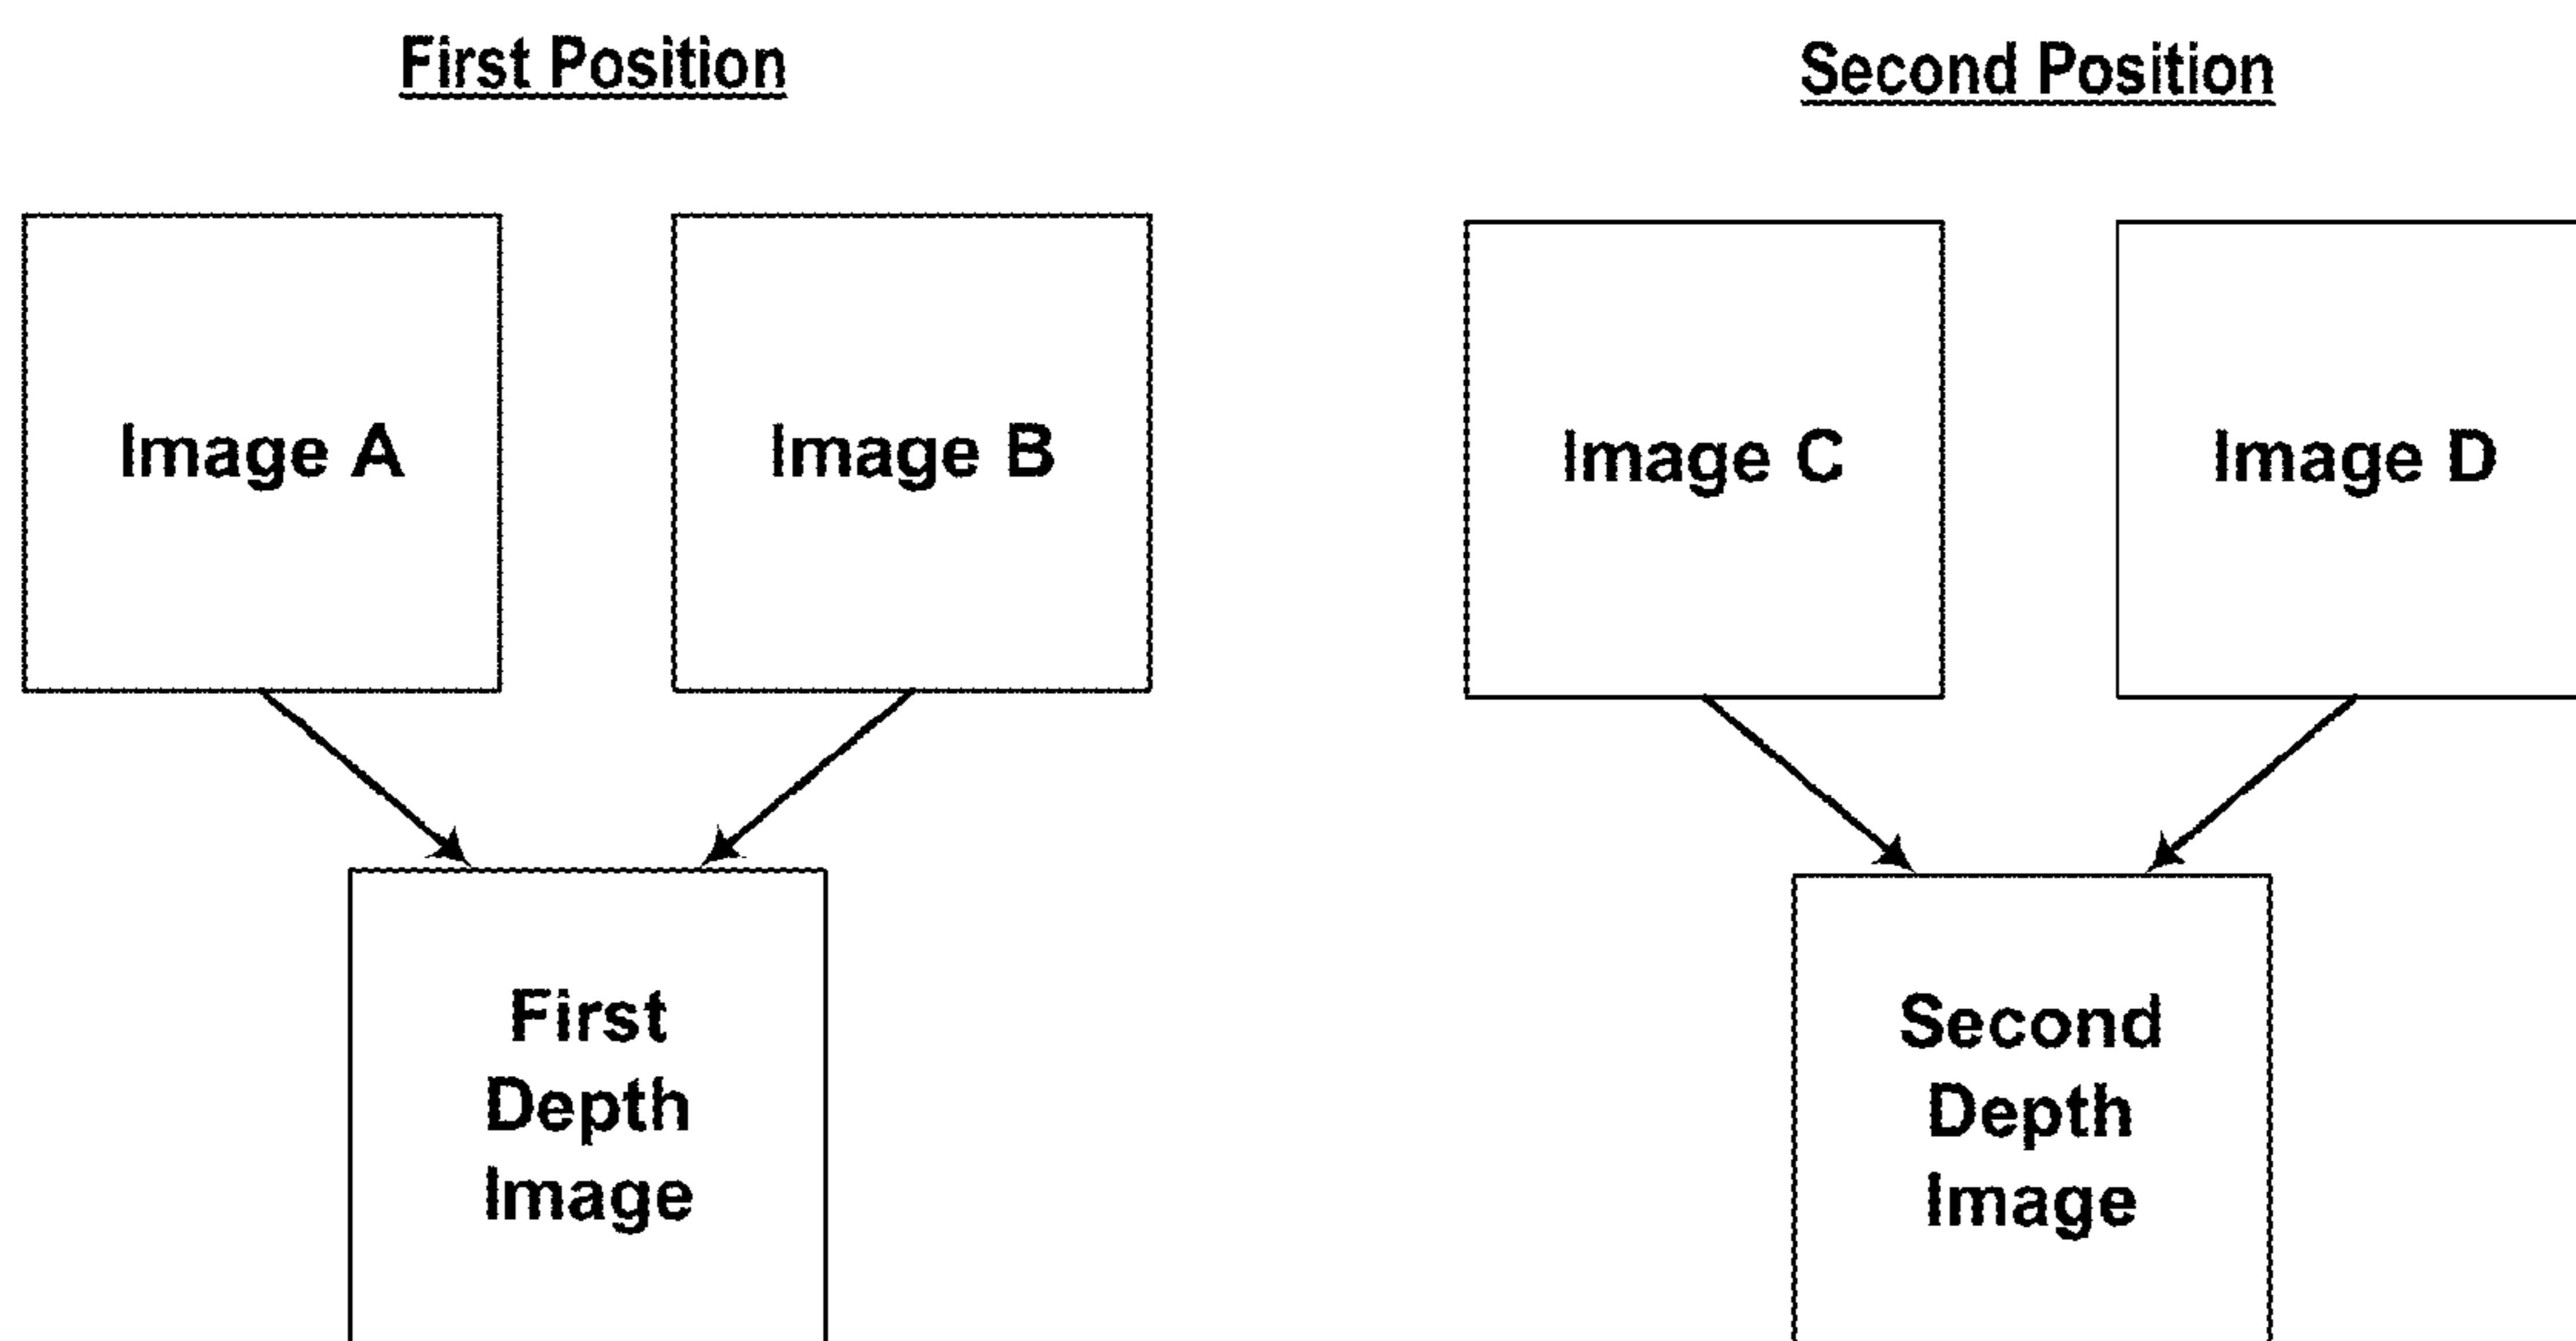 First Position
Second Position
Image A
Image B
Image C
Image D
First
Depth
Image
Second
Depth
Image